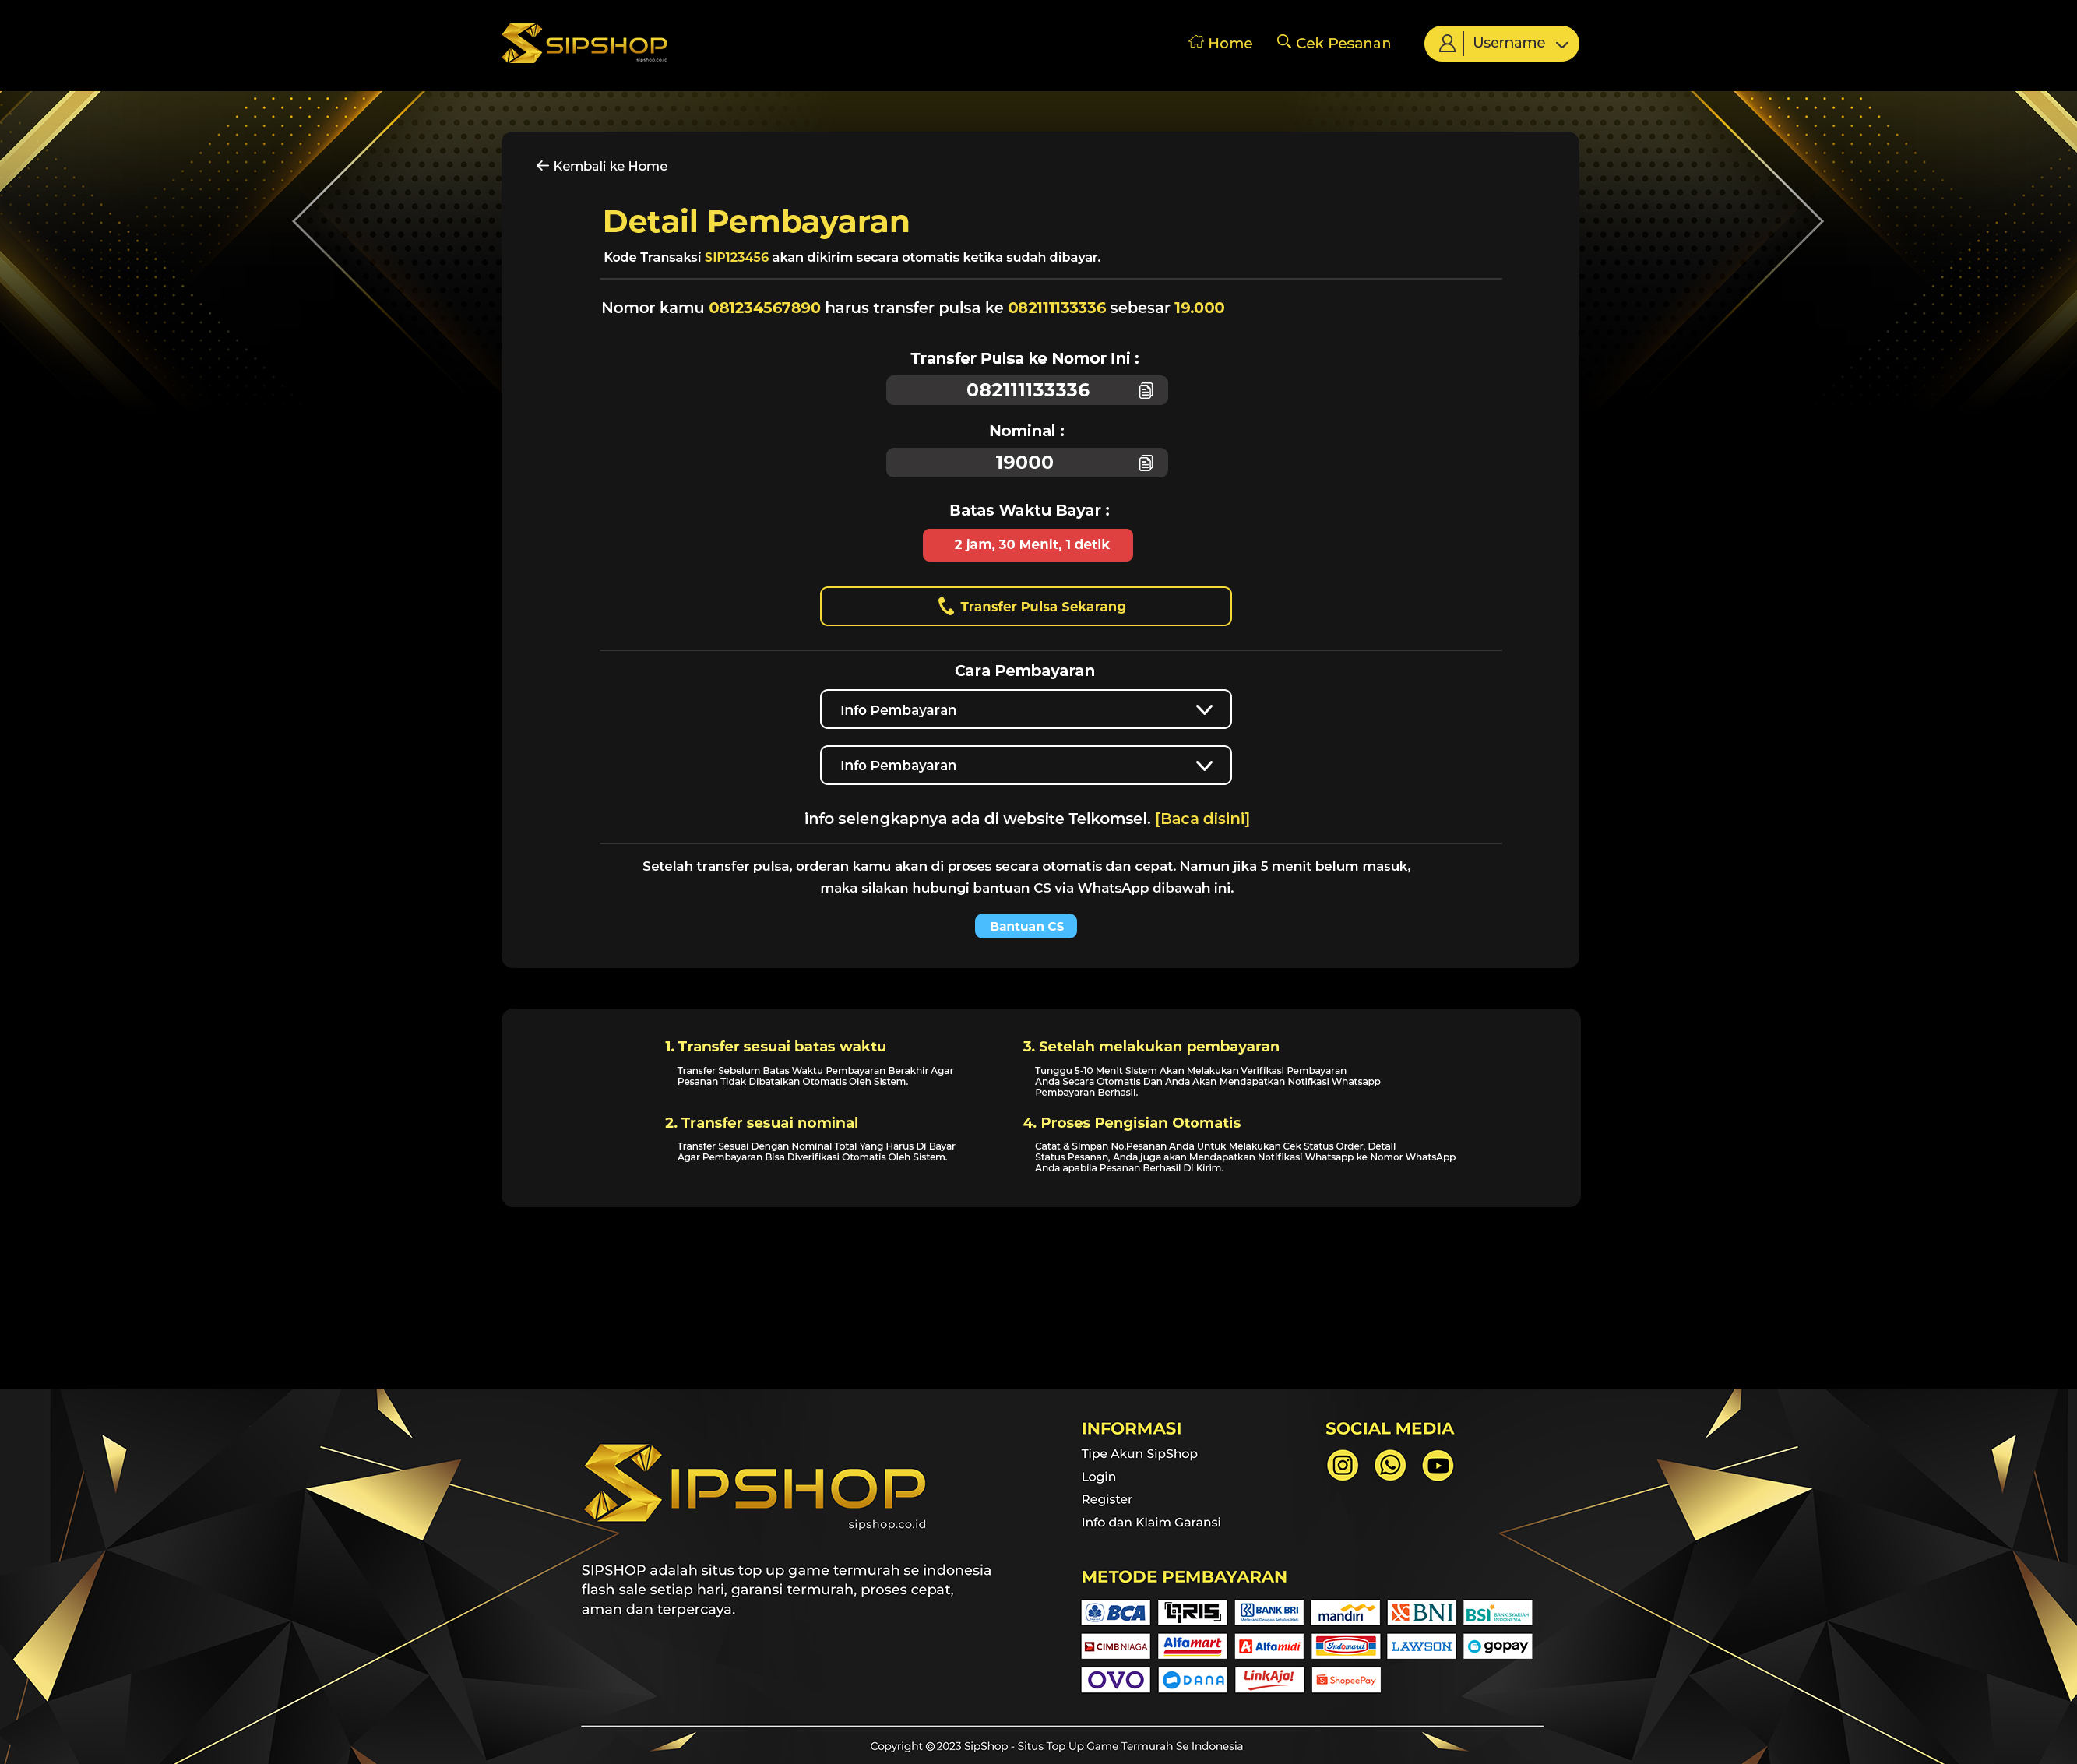 SIPSHOP
sipshop.co.id
Home
Cek Pesanan
Username
Kembali ke Home
Detail Pembayaran
Kode Transaksi SIP123456 akan dikirim secara otomatis ketika sudah dibayar.
Nomor kamu 081234567890 harus transfer pulsa ke 082111133336 sebesar 19.000
Transfer Pulsa ke Nomor Ini :
082111133336
Nominal :
19000
Batas Waktu Bayar :
2 Jam, 30 Menit, 1 detik
Transfer Pulsa Sekarang
Cara Pembayaran
Info Pembayaran
Info Pembayaran
info selengkapnya ada di website Telkomsel. [Baca disini]
Setelah transfer pulsa, orderan kamu akan di proses secara otomatis dan cepat. Namun jika 5 menit belum masuk,
maka silakan hubungi bantuan CS via WhatsApp dibawah ini.
Bantuan CS
1. Transfer sesuai batas waktu
Transfer Sebelum Batas Waktu Pembayaran Berakhir Agar
Pesanan Tidak Dibatalkan Otomatis Oleh Sistem.
2. Transfer sesuai nominal
Transfer Sesuai Dengan Nominal Total Yang Harus Di Bayar
Agar Pembayaran Bisa Diverifikasi Otomatis Oleh Sistem.
3. Setelah melakukan pembayaran
Tunggu 5-10 Menit Sistem Akan Melakukan Verifikasi Pembayaran
Anda Secara Otomatis Dan Anda Akan Mendapatkan Notifkasi Whatsapp
Pembayaran Berhasil.
4. Proses Pengisian Otomatis
Catat & Simpan No.Pesanan Anda Untuk Melakukan Cek Status Order, Detail
Status Pesanan, Anda juga akan Mendapatkan Notifikasi Whatsapp ke Nomor WhatsApp
Anda apabila Pesanan Berhasil Di Kirim.
SIPSHOP
sipshop.co.id
SIPSHOP adalah situs top up game termurah se indonesia
flash sale setiap hari, garansi termurah, proses cepat,
aman dan terpercaya.
INFORMASI
Tipe Akun SipShop
Login
Register
Info dan Klaim Garansi
SOCIAL MEDIA
METODE PEMBAYARAN
BCA
QRIS
BANK BRI
Melayani Dengan Setulus Hati
mandiri
BNI
BSI BANK SYARIAH
INDONESIA
CIMB NIAGA
Alfamart
Alfamidi
Indomaret
LAWSON
gopay
OVO
DANA
LinkAja!
ShopeePay
Copyright © 2023 SipShop - Situs Top Up Game Termurah Se Indonesia